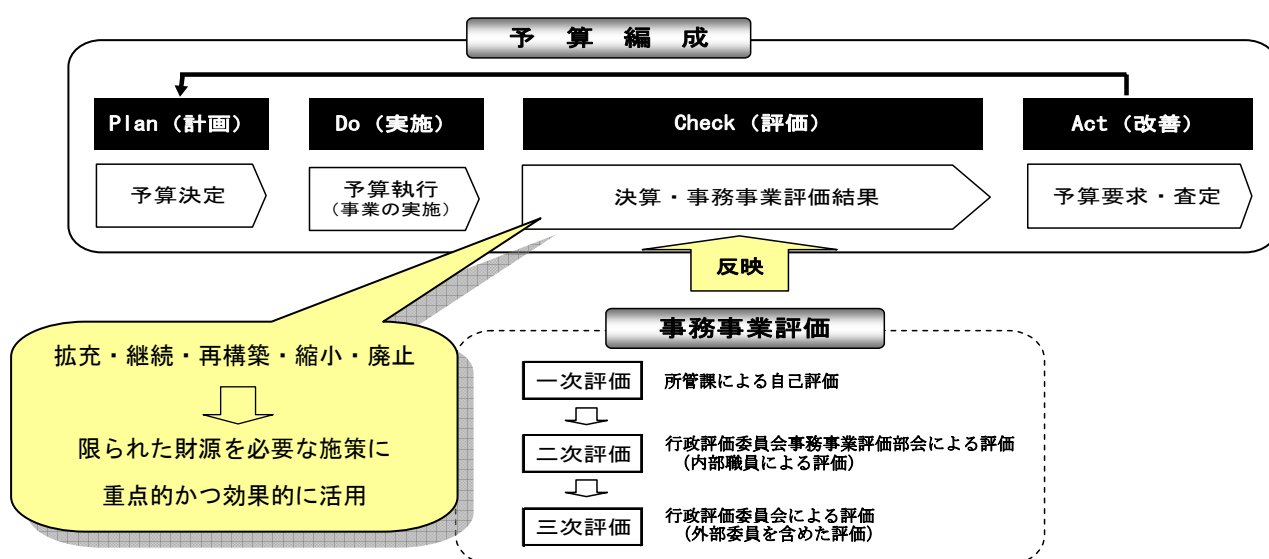 予算編成
Plan（計画）
Do（実施）
Check（評価）
Act（改善）
予算決定
予算執行
（事業の実施）
決算・事務事業評価結果
予算要求・査定
反映
拡充・継続・再構築・縮小・廃止
限られた財源を必要な施策に
重点的かつ効果的に活用
事務事業評価
一次評価 所管課による自己評価
二次評価 行政評価委員会事務事業評価部会による評価
（内部職員による評価）
三次評価 行政評価委員会による評価
（外部委員を含めた評価）